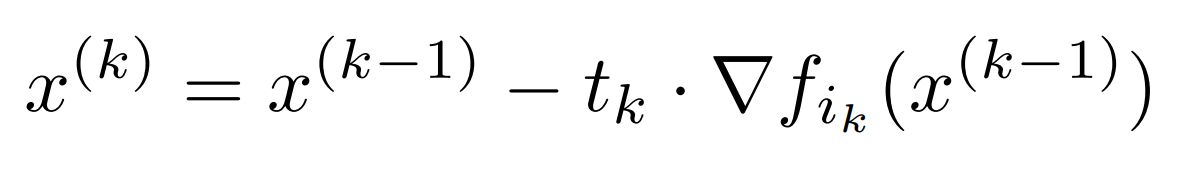 x^{(k)} = x^{(k-1)} - t_k \cdot \nabla f_{i_k}(x^{(k-1)})